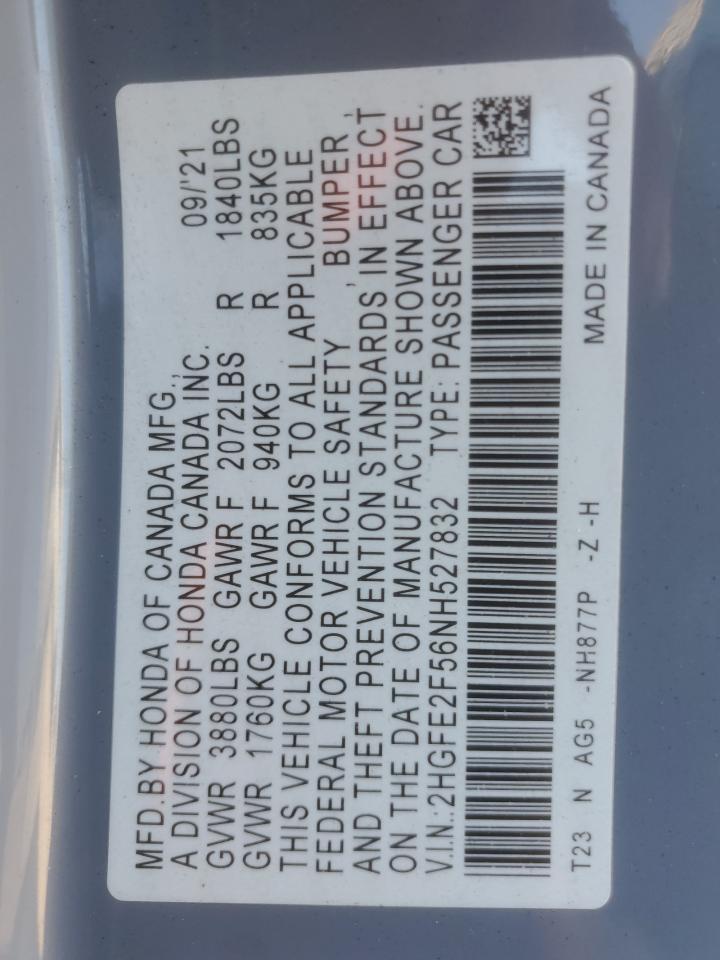 MFD.BY HONDA OF CANADA MFG.,
A DIVISION OF HONDA CANADA INC. 09/'21
GVWR 3880LBS GAWR F 2072LBS R 1840LBS
GVWR 1760KG GAWR F 940KG R 835KG
THIS VEHICLE CONFORMS TO ALL APPLICABLE
FEDERAL MOTOR VEHICLE SAFETY , BUMPER ,
AND THEFT PREVENTION STANDARDS IN EFFECT
ON THE DATE OF MANUFACTURE SHOWN ABOVE.
V.I.N.:2HGFE2F56NH527832 TYPE: PASSENGER CAR
T23 N AG5 -NH877P -Z -H MADE IN CANADA